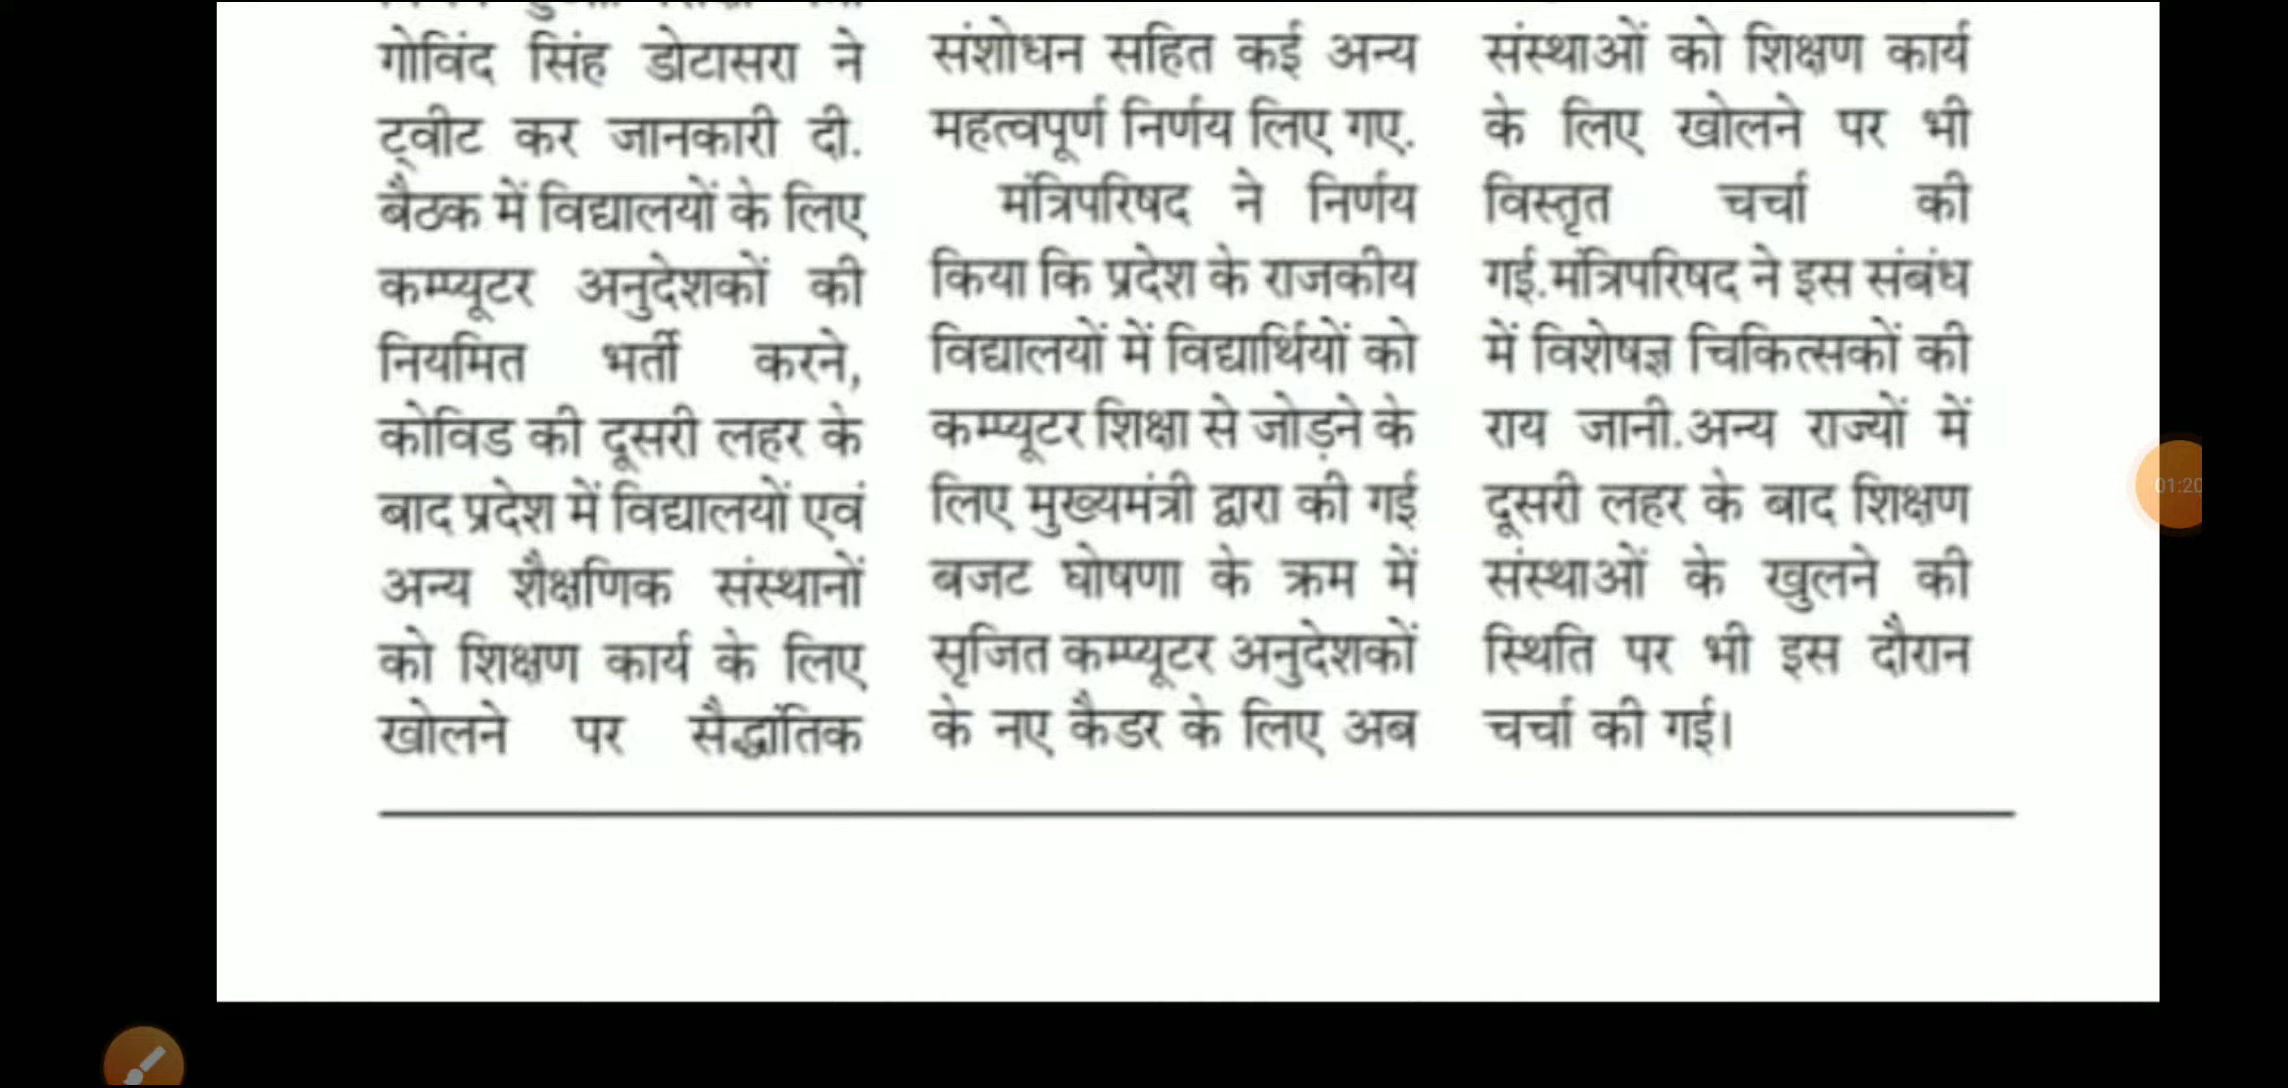 गोविंद सिंह डोटासरा ने
ट्वीट कर जानकारी दी.
बैठक में विद्यालयों के लिए
कम्प्यूटर अनुदेशकों की
नियमित भर्ती करने,
कोविड की दूसरी लहर के
बाद प्रदेश में विद्यालयों एवं
अन्य शैक्षणिक संस्थानों
को शिक्षण कार्य के लिए
खोलने पर सैद्धांतिक
संशोधन सहित कई अन्य
महत्वपूर्ण निर्णय लिए गए.
मंत्रिपरिषद ने निर्णय
किया कि प्रदेश के राजकीय
विद्यालयों में विद्यार्थियों को
कम्प्यूटर शिक्षा से जोड़ने के
लिए मुख्यमंत्री द्वारा की गई
बजट घोषणा के क्रम में
सृजित कम्प्यूटर अनुदेशकों
के नए कैडर के लिए अब
संस्थाओं को शिक्षण कार्य
के लिए खोलने पर भी
विस्तृत चर्चा की
गई.मंत्रिपरिषद ने इस संबंध
में विशेषज्ञ चिकित्सकों की
राय जानी.अन्य राज्यों में
दूसरी लहर के बाद शिक्षण
संस्थाओं के खुलने की
स्थिति पर भी इस दौरान
चर्चा की गई।
01:20